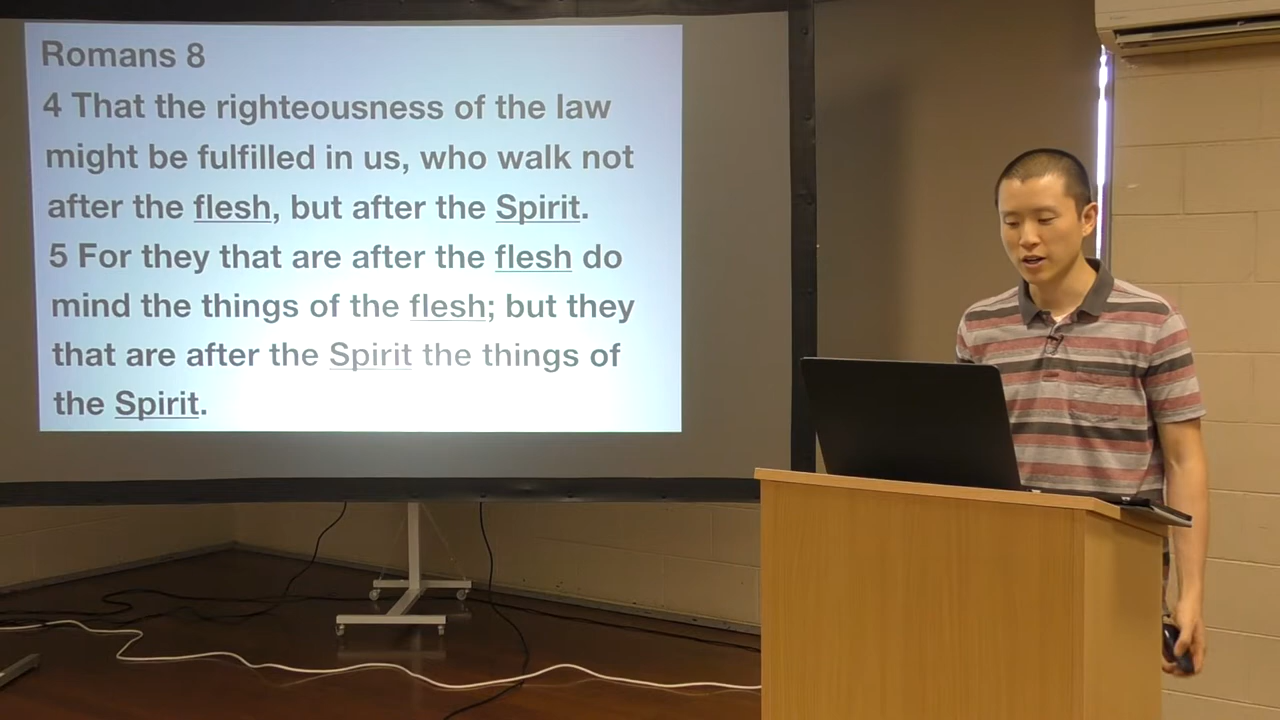 Romans 8
4 That the righteousness of the law
might be fulfilled in us, who walk not
after the flesh, but after the Spirit.
5 For they that are after the flesh do
mind the things of the flesh; but they
that are after the Spirit the things of
the Spirit.